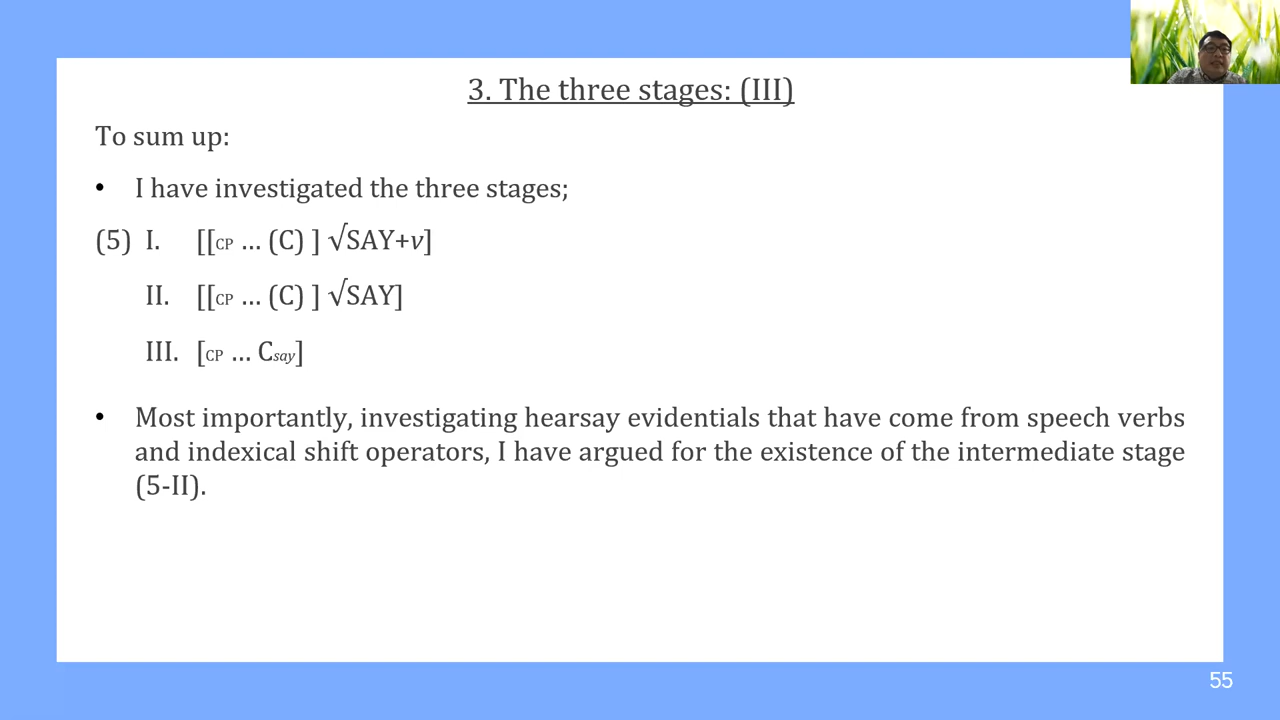 3. The three stages: (III)
To sum up:
• I have investigated the three stages;
(5) I. [[CP … (C) ] √SAY+v]
II. [[CP … (C) ] √SAY]
III. [CP … Csay]
• Most importantly, investigating hearsay evidentials that have come from speech verbs
and indexical shift operators, I have argued for the existence of the intermediate stage
(5-II).
55